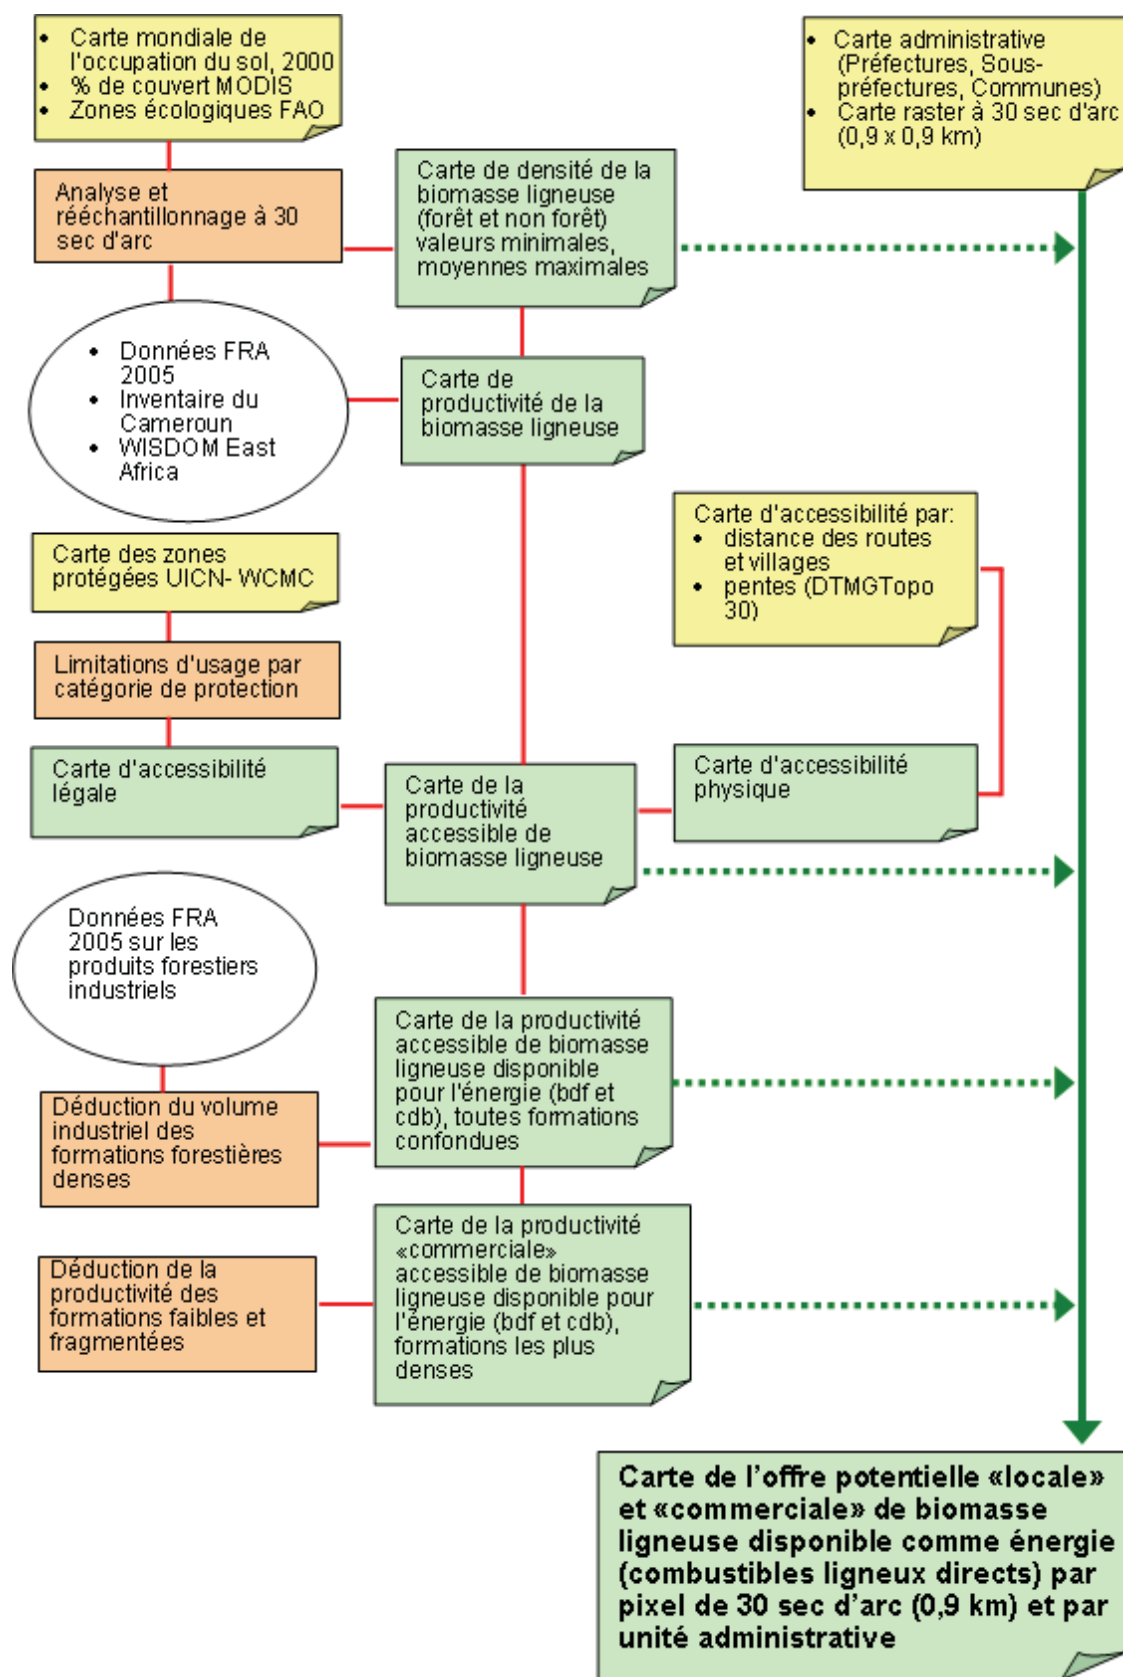 • Carte mondiale de
l'occupation du sol, 2000
• % de couvert MODIS
• Zones écologiques FAO
• Carte administrative
(Préfectures, Sous-
préfectures, Communes)
• Carte raster à 30 sec d'arc
(0,9 x 0,9 km)
Analyse et
rééchantillonnage à 30
sec d'arc
Carte de densité de la
biomasse ligneuse
(forêt et non forêt)
valeurs minimales,
moyennes maximales
• Données FRA
2005
• Inventaire du
Cameroun
• WISDOM East
Africa
Carte de
productivité de la
biomasse ligneuse
Carte d'accessibilité par:
• distance des routes
et villages
• pentes (DTMGTopo
30)
Carte des zones
protégées UICN- WCMC
Limitations d'usage par
catégorie de protection
Carte d'accessibilité
légale
Carte de la
productivité
accessible de
biomasse ligneuse
Carte d'accessibilité
physique
Données FRA
2005 sur les
produits forestiers
industriels
Carte de la productivité
accessible de biomasse
ligneuse disponible
pour l'énergie (bdf et
cdb), toutes formations
confondues
Déduction du volume
industriel des
formations forestières
denses
Carte de la productivité
«commerciale»
accessible de biomasse
ligneuse disponible pour
l'énergie (bdf et cdb),
formations les plus
denses
Déduction de la
productivité des
formations faibles et
fragmentées
Carte de l'offre potentielle «locale»
et «commerciale» de biomasse
ligneuse disponible comme énergie
(combustibles ligneux directs) par
pixel de 30 sec d'arc (0,9 km) et par
unité administrative